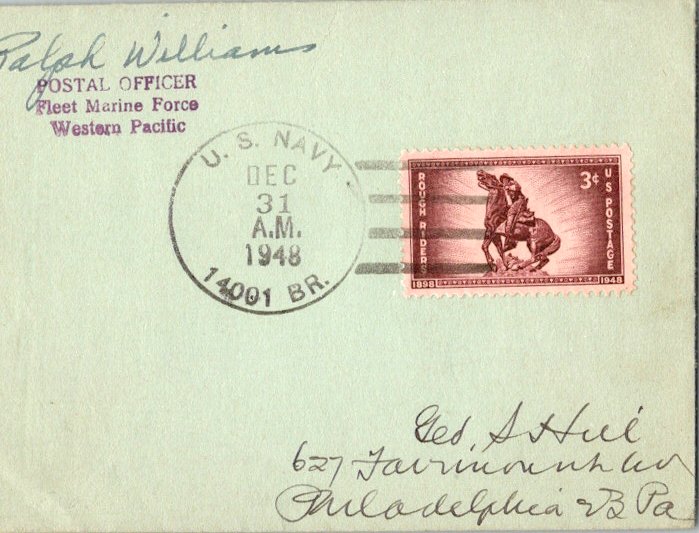 Ralph Williams
POSTAL OFFICER
Fleet Marine Force
Western Pacific
U. S. NAVY
DEC
31
A.M.
1948
14001 BR.
ROUGH RIDERS
3¢
U S POSTAGE
1898
1948
Geo. S Hill
627 Fairmount Av
Philadelphia 23 Pa